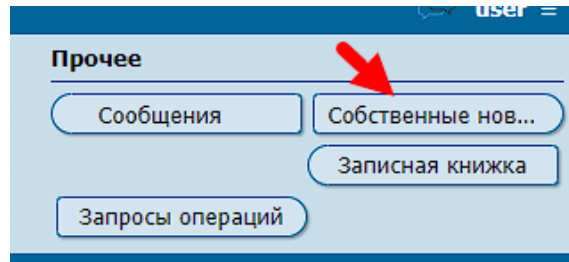 user
Прочее
Сообщения
Собственные нов...
Записная книжка
Запросы операций